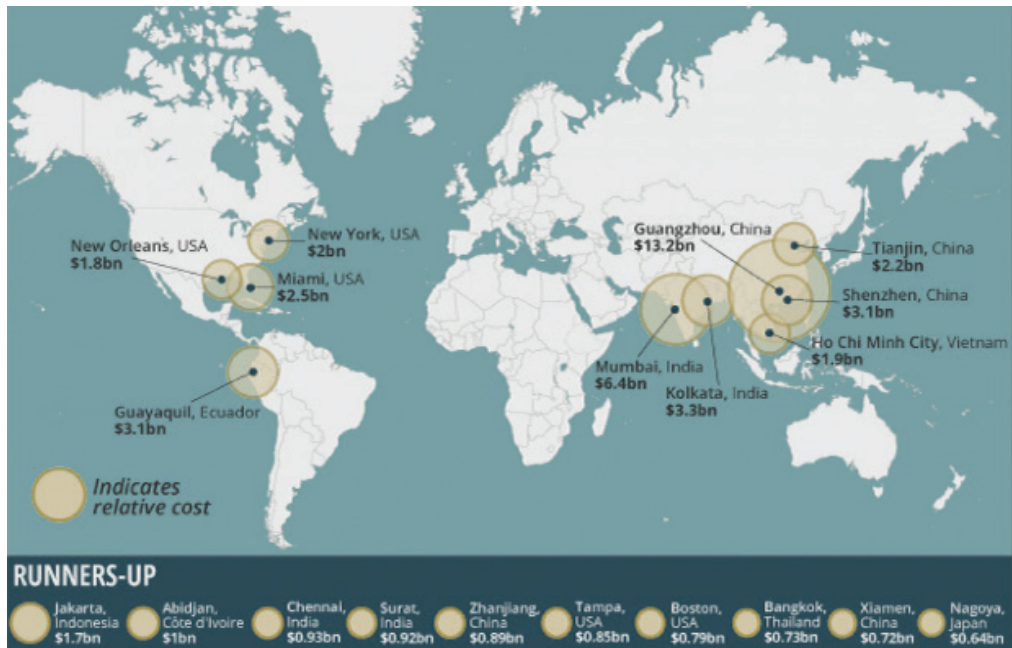 New York, USA
$2bn
New Orleans, USA
$1.8bn
Miami, USA
$2.5bn
Guayaquil, Ecuador
$3.1bn
Guangzhou, China
$13.2bn
Tianjin, China
$2.2bn
Shenzhen, China
$3.1bn
Ho Chi Minh City, Vietnam
$1.9bn
Mumbai, India
$6.4bn
Kolkata, India
$3.3bn
Indicates
relative cost
RUNNERS-UP
Jakarta,
Indonesia
$1.7bn
Abidjan,
Côte d'Ivoire
$1bn
Chennai,
India
$0.93bn
Surat,
India
$0.92bn
Zhanjiang,
China
$0.89bn
Tampa,
USA
$0.85bn
Boston,
USA
$0.79bn
Bangkok,
Thailand
$0.73bn
Xiamen,
China
$0.72bn
Nagoya,
Japan
$0.64bn